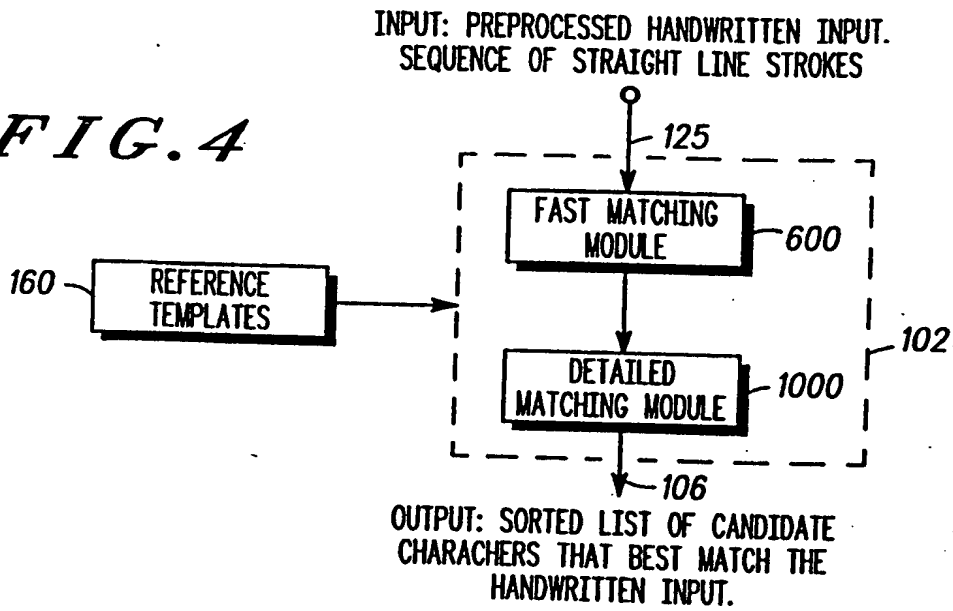 INPUT: PREPROCESSED HANDWRITTEN INPUT.
SEQUENCE OF STRAIGHT LINE STROKES
FIG. 4
125
FAST MATCHING
MODULE
600
160
REFERENCE
TEMPLATES
102
DETAILED
MATCHING MODULE
1000
106
OUTPUT: SORTED LIST OF CANDIDATE
CHARACHERS THAT BEST MATCH THE
HANDWRITTEN INPUT.